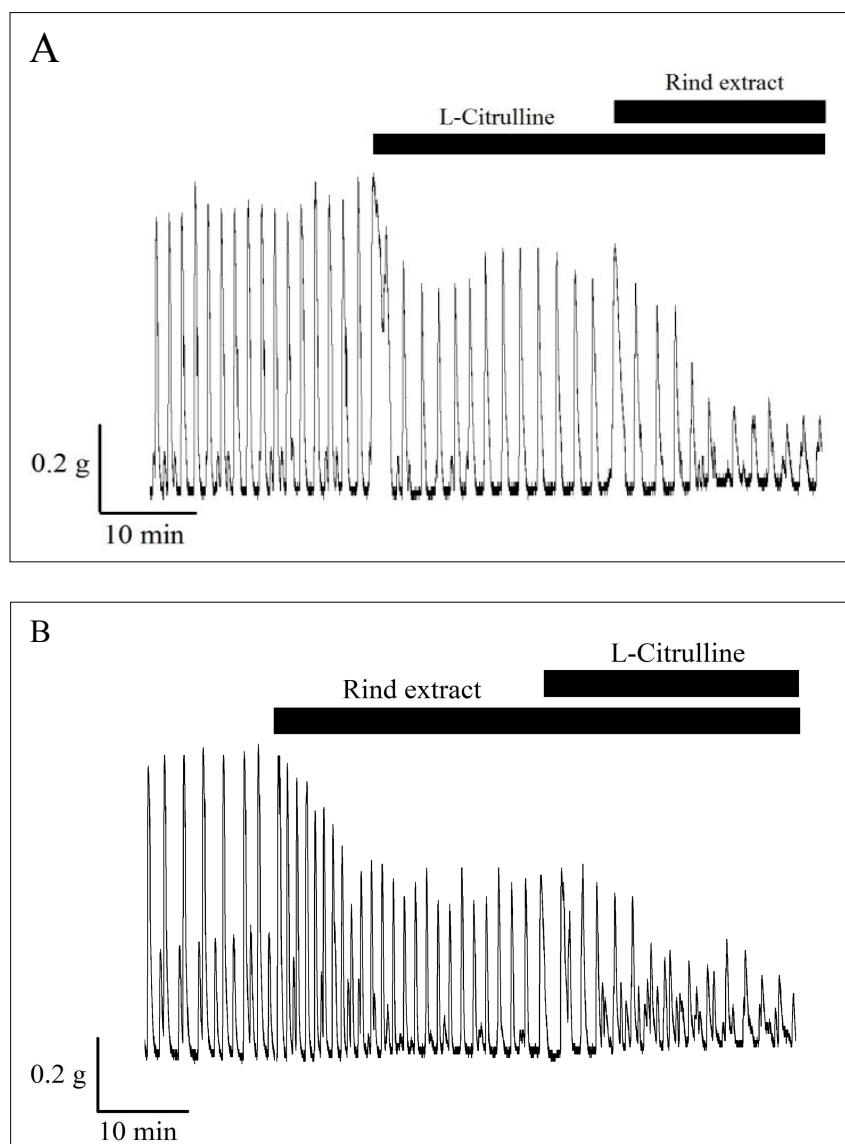 A
Rind extract
L-Citrulline
0.2 g
10 min
B
L-Citrulline
Rind extract
0.2 g
10 min